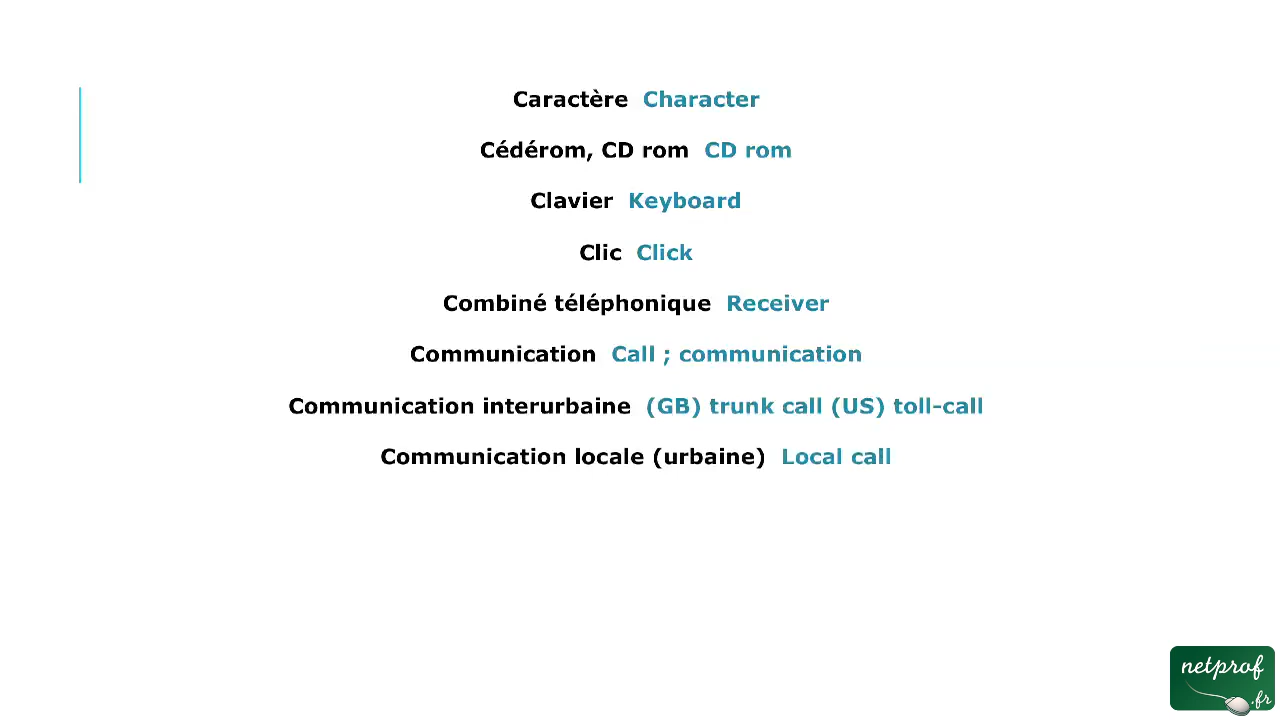 Caractère Character
Cédérom, CD rom CD rom
Clavier Keyboard
Clic Click
Combiné téléphonique Receiver
Communication Call ; communication
Communication interurbaine (GB) trunk call (US) toll-call
Communication locale (urbaine) Local call
netprof
.fr